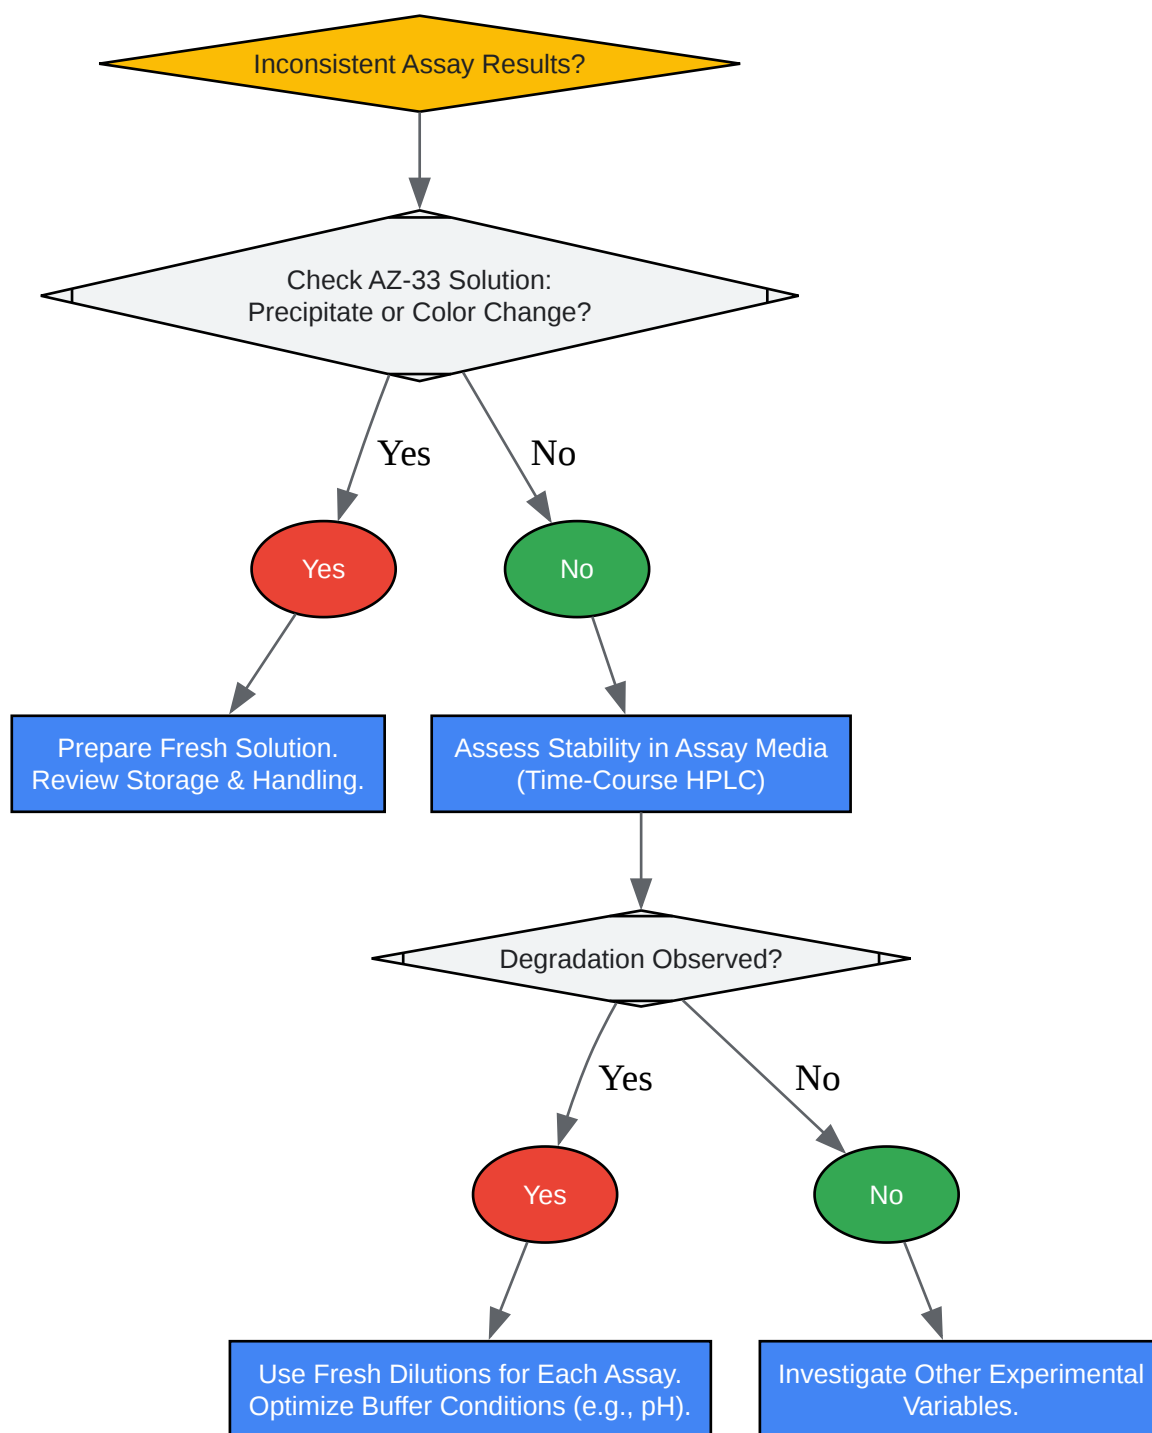 Inconsistent Assay Results?
Check AZ-33 Solution:
Precipitate or Color Change?
Yes
No
Yes
No
Prepare Fresh Solution.
Review Storage & Handling.
Assess Stability in Assay Media
(Time-Course HPLC)
Degradation Observed?
Yes
No
Yes
No
Use Fresh Dilutions for Each Assay.
Optimize Buffer Conditions (e.g., pH).
Investigate Other Experimental
Variables.